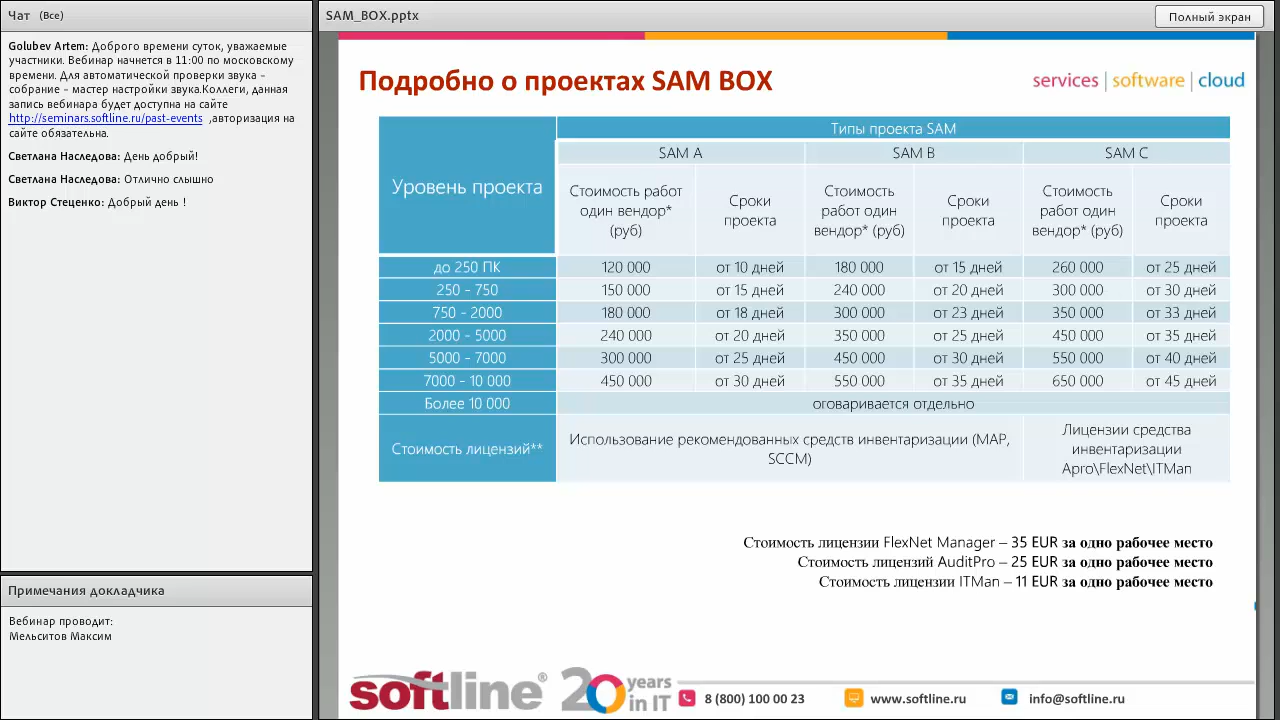 Чат (Все)
Golubev Artem: Доброго времени суток, уважаемые
участники. Вебинар начнется в 11:00 по московскому
времени. Для автоматической проверки звука -
собрание - мастер настройки звука.Коллеги, данная
запись вебинара будет доступна на сайте
http://seminars.softline.ru/past-events ,авторизация на
сайте обязательна.
Светлана Наследова: День добрый!
Светлана Наследова: Отлично слышно
Виктор Стеценко: Добрый день !
Примечания докладчика
Вебинар проводит:
Мельситов Максим
SAM_BOX.pptx
Полный экран
Подробно о проектах SAM BOX
services | software | cloud
Уровень проекта
Типы проекта SAM
SAM A SAM B SAM C
Стоимость работ один вендор* (руб) Сроки проекта Стоимость работ один вендор* (руб) Сроки проекта Стоимость работ один вендор* (руб) Сроки проекта
до 250 ПК 120 000 от 10 дней 180 000 от 15 дней 260 000 от 25 дней
250 - 750 150 000 от 15 дней 240 000 от 20 дней 300 000 от 30 дней
750 - 2000 180 000 от 18 дней 300 000 от 23 дней 350 000 от 33 дней
2000 - 5000 240 000 от 20 дней 350 000 от 25 дней 450 000 от 35 дней
5000 - 7000 300 000 от 25 дней 450 000 от 30 дней 550 000 от 40 дней
7000 - 10 000 450 000 от 30 дней 550 000 от 35 дней 650 000 от 45 дней
Более 10 000 оговаривается отдельно
Стоимость лицензий**
Использование рекомендованных средств инвентаризации (MAP,
SCCM)
Лицензии средства
инвентаризации
Apro\FlexNet\ITMan
Стоимость лицензии FlexNet Manager – 35 EUR за одно рабочее место
Стоимость лицензий AuditPro – 25 EUR за одно рабочее место
Стоимость лицензии ITMan – 11 EUR за одно рабочее место
softline® 20 years in IT
8 (800) 100 00 23
www.softline.ru
info@softline.ru